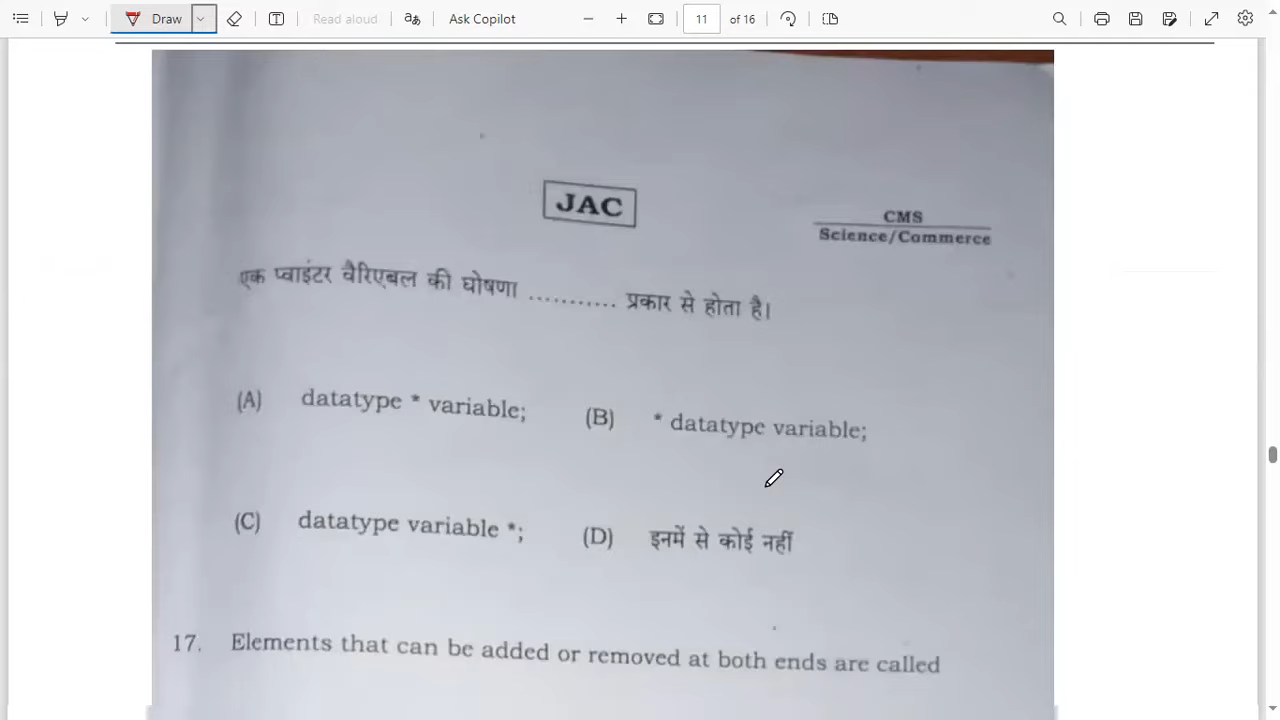 Draw
Read aloud
Ask Copilot
11 of 16
JAC
CMS
Science/Commerce
एक प्वाइंटर वैरिएबल की घोषणा ........... प्रकार से होता है।
(A) datatype * variable; (B) * datatype variable;
(C) datatype variable *; (D) इनमें से कोई नहीं
17. Elements that can be added or removed at both ends are called